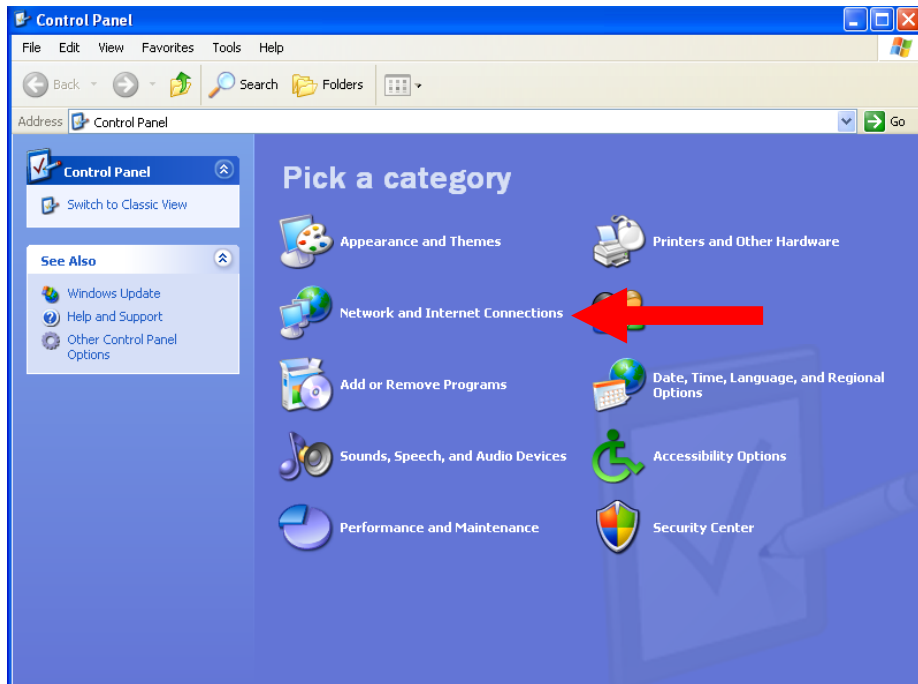 Control Panel
File Edit View Favorites Tools Help
Back Search Folders
Address Control Panel Go
Control Panel
Switch to Classic View
See Also
Windows Update
Help and Support
Other Control Panel
Options
Pick a category
Appearance and Themes
Printers and Other Hardware
Network and Internet Connections
Add or Remove Programs
Date, Time, Language, and Regional
Options
Sounds, Speech, and Audio Devices
Accessibility Options
Performance and Maintenance
Security Center